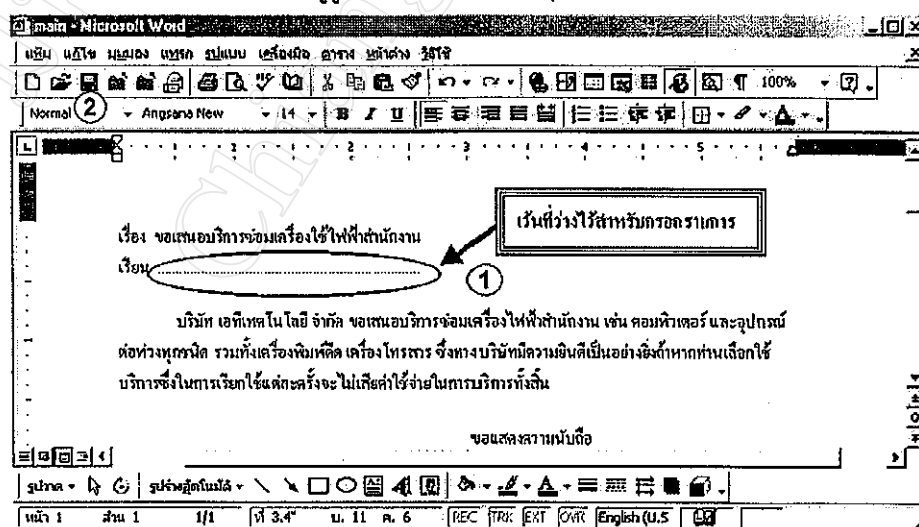 main - Microsoft Word
แฟ้ม แก้ไข มุมมอง แทรก รูปแบบ เครื่องมือ ตาราง หน้าต่าง วิธีใช้
100%
2
Normal Angsana New 14 B I U
1 2 3 4 5
เว้นที่ว่างไว้สำหรับกรอกรายการ
เรื่อง ขอเสนอบริการซ่อมเครื่องใช้ไฟฟ้าสำนักงาน
เรียน
1
บริษัท เอทีเทคโนโลยี จำกัด ขอเสนอบริการซ่อมเครื่องไฟฟ้าสำนักงาน เช่น คอมพิวเตอร์ และอุปกรณ์
ต่อพ่วงทุกชนิด รวมทั้งเครื่องพิมพ์ดีด เครื่องโทรสาร ซึ่งทางบริษัทมีความยินดีเป็นอย่างยิ่งถ้าหากท่านเลือกใช้
บริการซึ่งในการเรียกใช้แต่ละครั้งจะไม่เสียค่าใช้จ่ายในการบริการทั้งสิ้น
ขอแสดงความนับถือ
รูปวาด รูปร่างอัตโนมัติ
หน้า 1 ส่วน 1 1/1 ที่ 3.4" บ. 11 ค. 6 REC TRK EXT OVR English (U.S